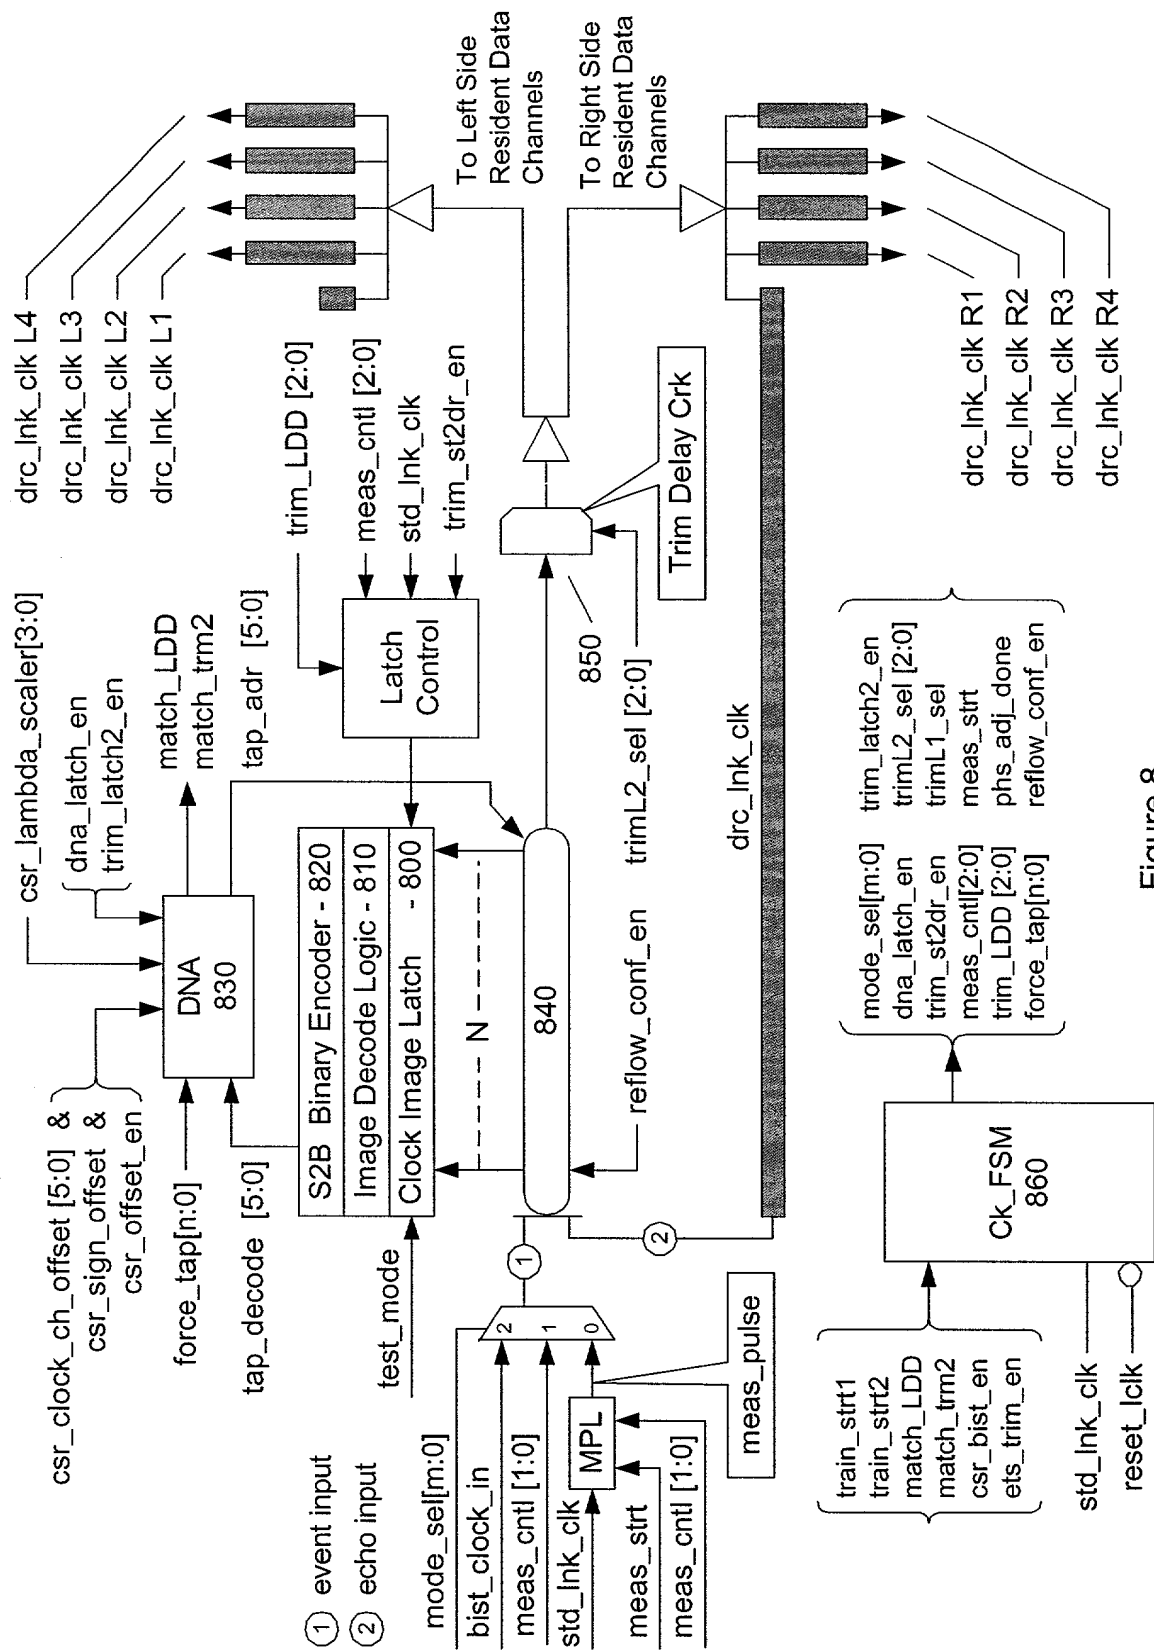 drc_lnk_clk L4
drc_lnk_clk L3
drc_lnk_clk L2
drc_lnk_clk L1
To Left Side
Resident Data
Channels
To Right Side
Resident Data
Channels
drc_lnk_clk R1
drc_lnk_clk R2
drc_lnk_clk R3
drc_lnk_clk R4
csr_lambda_scaler[3:0]
dna_latch_en
trim_latch2_en
csr_clock_ch_offset [5:0] &
csr_sign_offset &
csr_offset_en
force_tap[n:0]
tap_decode [5:0]
DNA
830
match_LDD
match_trm2
tap_adr [5:0]
trim_LDD [2:0]
meas_cntl [2:0]
std_lnk_clk
trim_st2dr_en
Latch
Control
S2B Binary Encoder - 820
Image Decode Logic - 810
Clock Image Latch - 800
test_mode
N
840
850
Trim Delay Crk
reflow_conf_en
trimL2_sel [2:0]
drc_lnk_clk
1 event input
2 echo input
mode_sel[m:0]
bist_clock_in
meas_cntl [1:0]
std_lnk_clk
meas_strt
meas_cntl [1:0]
2
1
0
MPL
meas_pulse
1
2
train_strt1
train_strt2
match_LDD
match_trm2
csr_bist_en
ets_trim_en
std_lnk_clk
reset_lclk
Ck_FSM
860
mode_sel[m:0]
dna_latch_en
trim_st2dr_en
meas_cntl[2:0]
trim_LDD [2:0]
force_tap[n:0]
trim_latch2_en
trimL2_sel [2:0]
trimL1_sel
meas_strt
phs_adj_done
reflow_conf_en
Figure 8